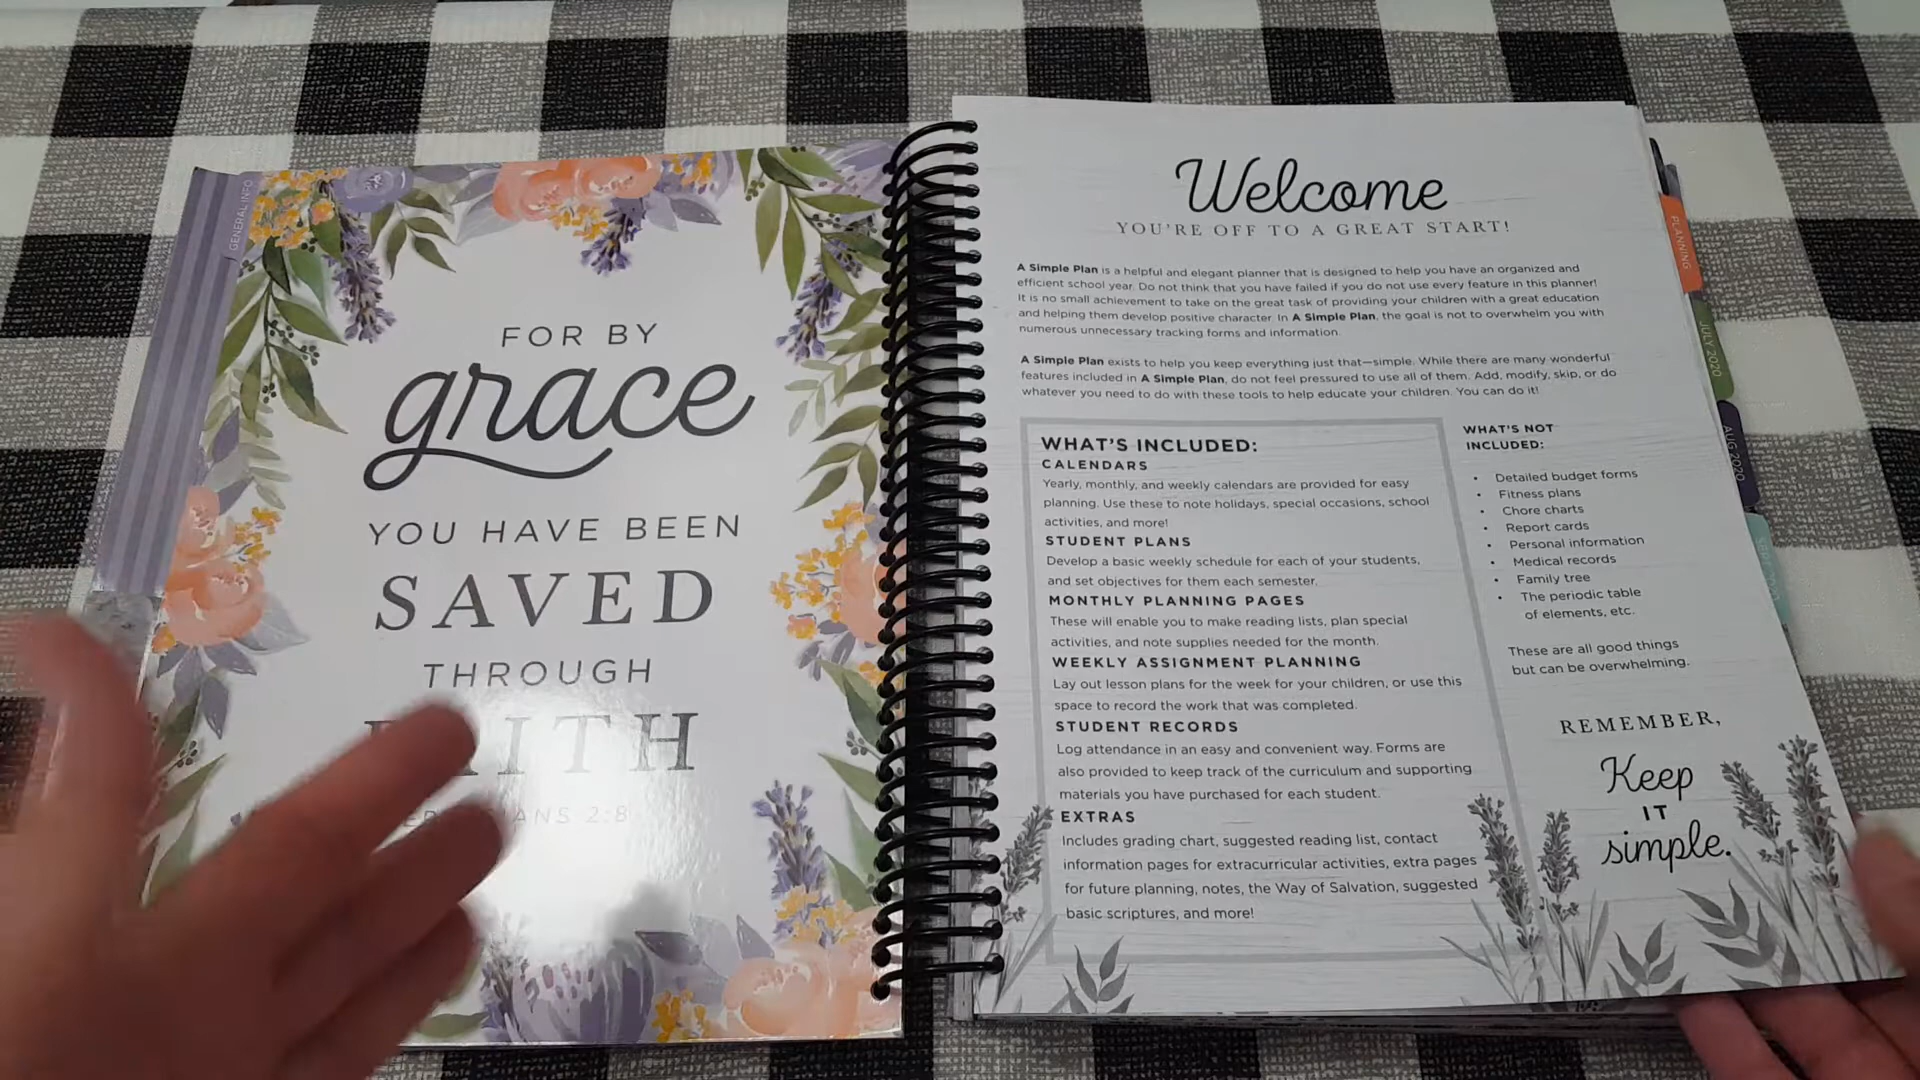 GENERAL INFO
FOR BY
grace
YOU HAVE BEEN
SAVED
THROUGH
FAITH
2:8
Welcome
YOU'RE OFF TO A GREAT START!
A Simple Plan is a helpful and elegant planner that is designed to help you have an organized and
efficient school year. Do not think that you have failed if you do not use every feature in this planner!
It is no small achievement to take on the great task of providing your children with a great education
and helping them develop positive character. In A Simple Plan, the goal is not to overwhelm you with
numerous unnecessary tracking forms and information.
A Simple Plan exists to help you keep everything just that—simple. While there are many wonderful
features included in A Simple Plan, do not feel pressured to use all of them. Add, modify, skip, or do
whatever you need to do with these tools to help educate your children. You can do it!
WHAT'S INCLUDED:
CALENDARS
Yearly, monthly, and weekly calendars are provided for easy
planning. Use these to note holidays, special occasions, school
activities, and more!
STUDENT PLANS
Develop a basic weekly schedule for each of your students,
and set objectives for them each semester.
MONTHLY PLANNING PAGES
These will enable you to make reading lists, plan special
activities, and note supplies needed for the month.
WEEKLY ASSIGNMENT PLANNING
Lay out lesson plans for the week for your children, or use this
space to record the work that was completed.
STUDENT RECORDS
Log attendance in an easy and convenient way. Forms are
also provided to keep track of the curriculum and supporting
materials you have purchased for each student.
EXTRAS
Includes grading chart, suggested reading list, contact
information pages for extracurricular activities, extra pages
for future planning, notes, the Way of Salvation, suggested
basic scriptures, and more!
WHAT'S NOT
INCLUDED:
• Detailed budget forms
• Fitness plans
• Chore charts
• Report cards
• Personal information
• Medical records
• Family tree
• The periodic table
of elements, etc.
These are all good things
but can be overwhelming.
REMEMBER,
Keep
IT
simple.
PLANNING
JULY 2020
AUG 2020